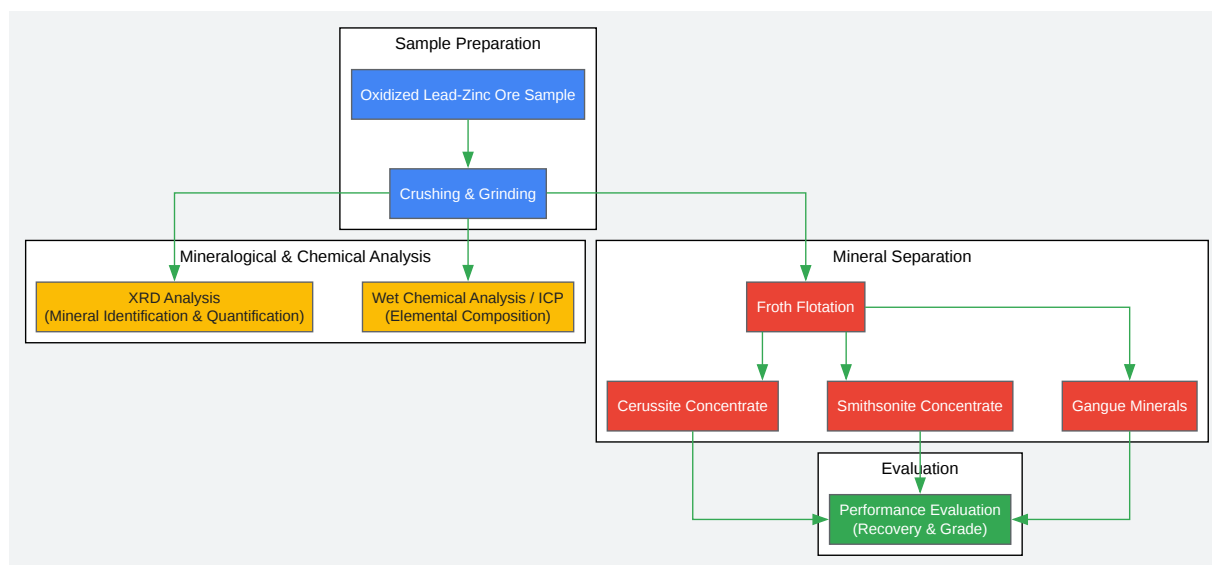 Sample Preparation
Oxidized Lead-Zinc Ore Sample
Crushing & Grinding
Mineralogical & Chemical Analysis
XRD Analysis
(Mineral Identification & Quantification)
Wet Chemical Analysis / ICP
(Elemental Composition)
Mineral Separation
Froth Flotation
Cerussite Concentrate
Smithsonite Concentrate
Gangue Minerals
Evaluation
Performance Evaluation
(Recovery & Grade)